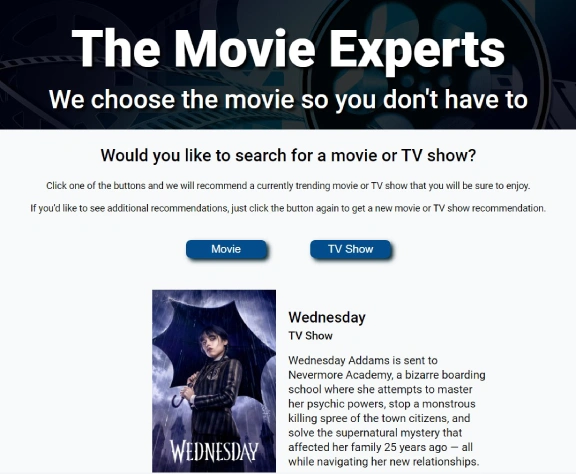 The Movie Experts
We choose the movie so you don't have to
Would you like to search for a movie or TV show?
Click one of the buttons and we will recommend a currently trending movie or TV show that you will be sure to enjoy.
If you'd like to see additional recommendations, just click the button again to get a new movie or TV show recommendation.
Movie
TV Show
WEDNESDAY
Wednesday
TV Show
Wednesday Addams is sent to
Nevermore Academy, a bizarre boarding
school where she attempts to master
her psychic powers, stop a monstrous
killing spree of the town citizens, and
solve the supernatural mystery that
affected her family 25 years ago — all
while navigating her new relationships.